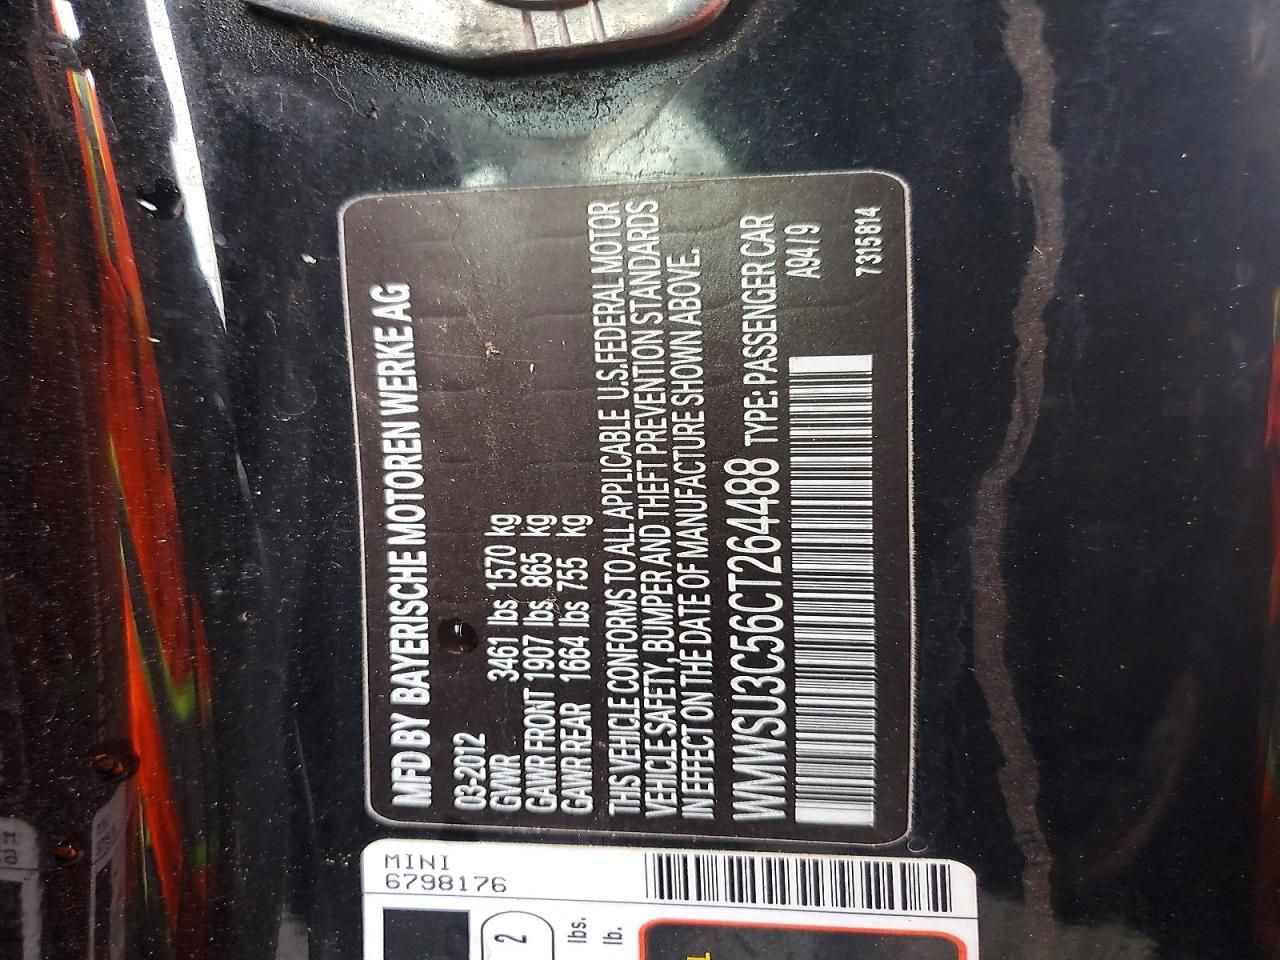 MFD BY BAYERISCHE MOTOREN WERKE AG
03-2012
GVWR 3461 lbs 1570 kg
GAWR FRONT 1907 lbs 865 kg
GAWR REAR 1664 lbs 755 kg
THIS VEHICLE CONFORMS TO ALL APPLICABLE U.S. FEDERAL MOTOR
VEHICLE SAFETY, BUMPER AND THEFT PREVENTION STANDARDS
IN EFFECT ON THE DATE OF MANUFACTURE SHOWN ABOVE.
WMWSU3C56CT264488 TYPE: PASSENGER CAR
A94/9
7315814
MINI
6798176
2
lbs.
lb.